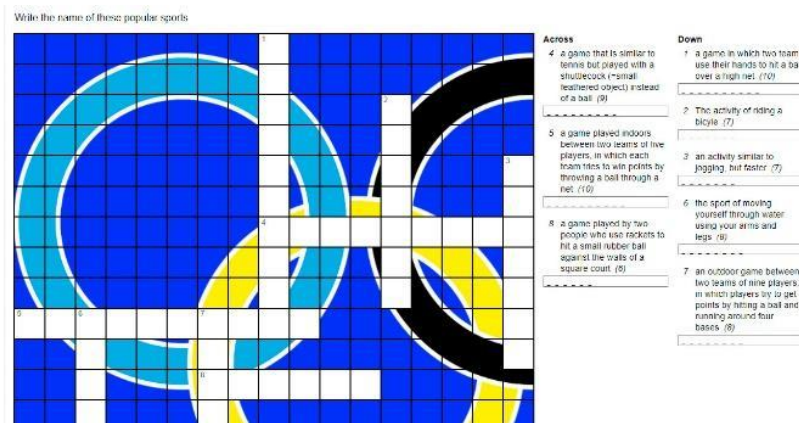 Write the name of these popular sports
1
2
3
4
5
6
7
8
Across
4 a game that is similar to
tennis but played with a
shuttlecock (=small
feathered object) instead
of a ball (9)
5 a game played indoors
between two teams of five
players, in which each
team tries to win points by
throwing a ball through a
net (10)
8 a game played by two
people who use rackets to
hit a small rubber ball
against the walls of a
square court (6)
Down
1 a game in which two team
use their hands to hit a ba
over a high net (10)
2 The activity of riding a
bicyle (7)
3 an activity similar to
jogging, but faster (7)
6 the sport of moving
yourself through water
using your arms and
legs (8)
7 an outdoor game between
two teams of nine players,
in which players try to get
points by hitting a ball and
running around four
bases (8)